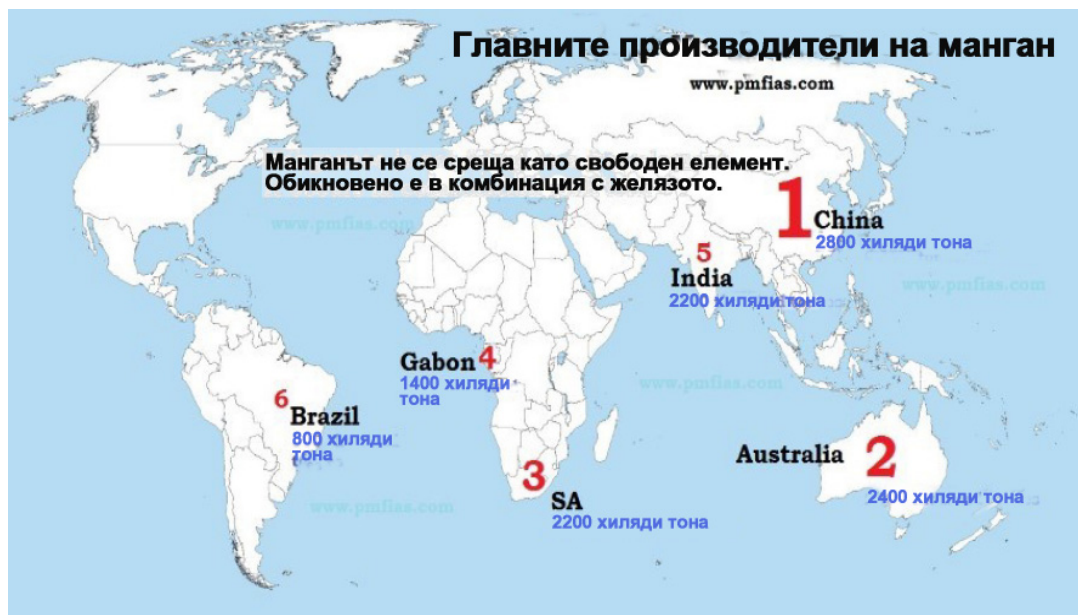 Главните производители на манган
www.pmfias.com
Манганът не се среща като свободен елемент.
Обикновено е в комбинация с желязото.
www.pmfias.com
1
China
2800 хиляди тона
5
India
2200 хиляди тона
www.pmfias.com
Gabon 4
1400 хиляди
тона
www.pmfias.com
6
Brazil
800 хиляди
тона
Australia 2
2400 хиляди тона
3
SA
2200 хиляди тона
www.pmfias.com